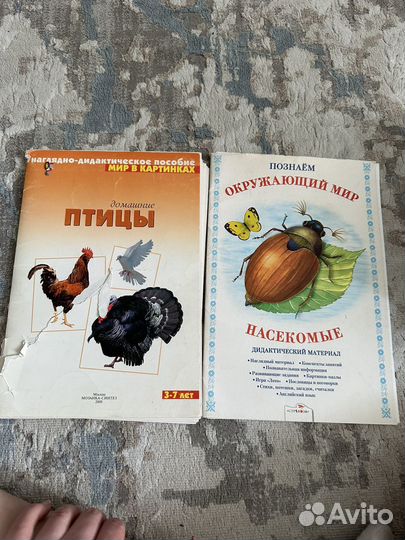 наглядно-дидактическое пособие
МИР В КАРТИНКАХ
домашние
ПТИЦЫ
3-7 лет
Москва
МОЗАИКА-СИНТЕЗ
ПОЗНАЁМ
ОКРУЖАЮЩИЙ МИР
НАСЕКОМЫЕ
ДИДАКТИЧЕСКИЙ МАТЕРИАЛ
• Наглядный материал • Конспекты занятий
• Познавательная информация
• Развивающие задания • Картинки-пазлы
• Игра «Лото» • Пословицы и поговорки
• Стихи, потешки, загадки, считалки
• Английский язык
Avito